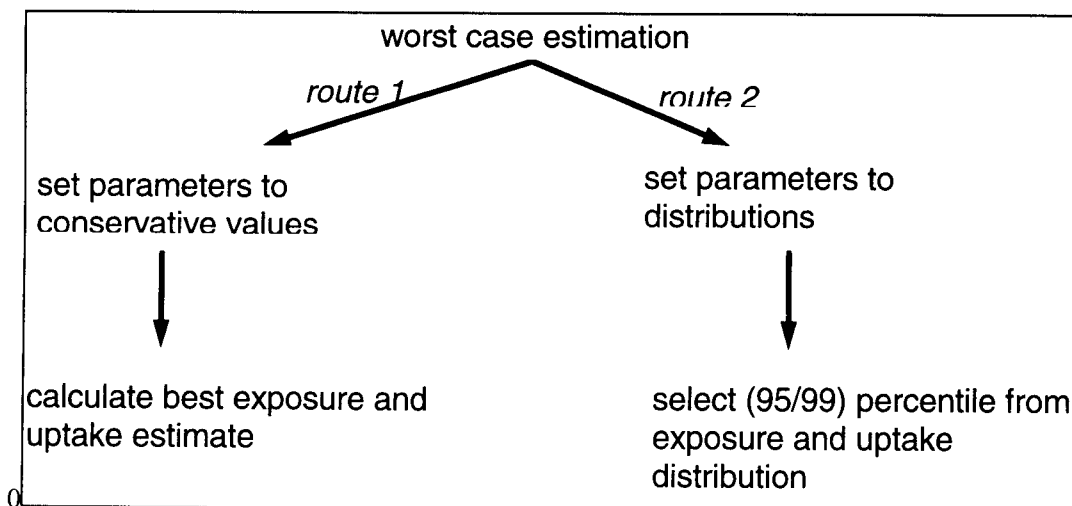 worst case estimation
route 1
route 2
set parameters to
conservative values
set parameters to
distributions
calculate best exposure and
uptake estimate
select (95/99) percentile from
exposure and uptake
distribution
0